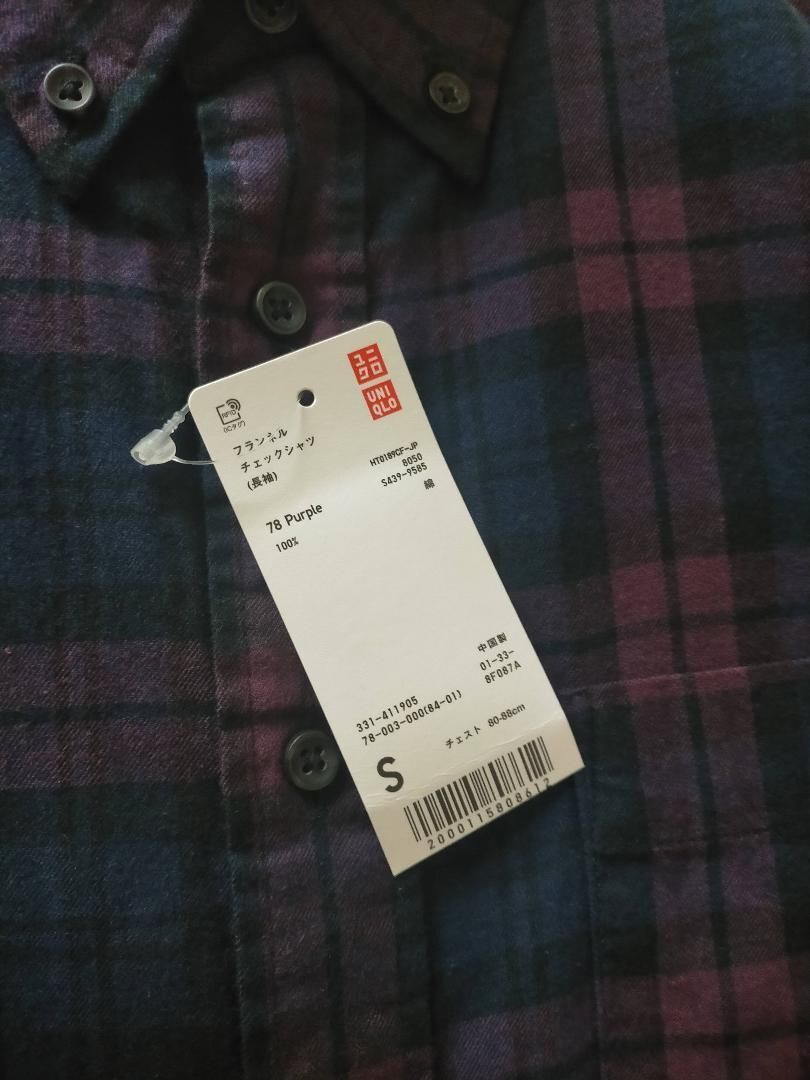 ユニ
クロ
UNI
QLO
RFID
(ICタグ)
フランネル
チェックシャツ
(長袖)
HT0189CF-JP
8050
S439-9585
綿
78 Purple
100%
中国製
01-33-
8F087A
331-411905
78-003-000(84-01)
チェスト 80-88cm
S
2000115808612